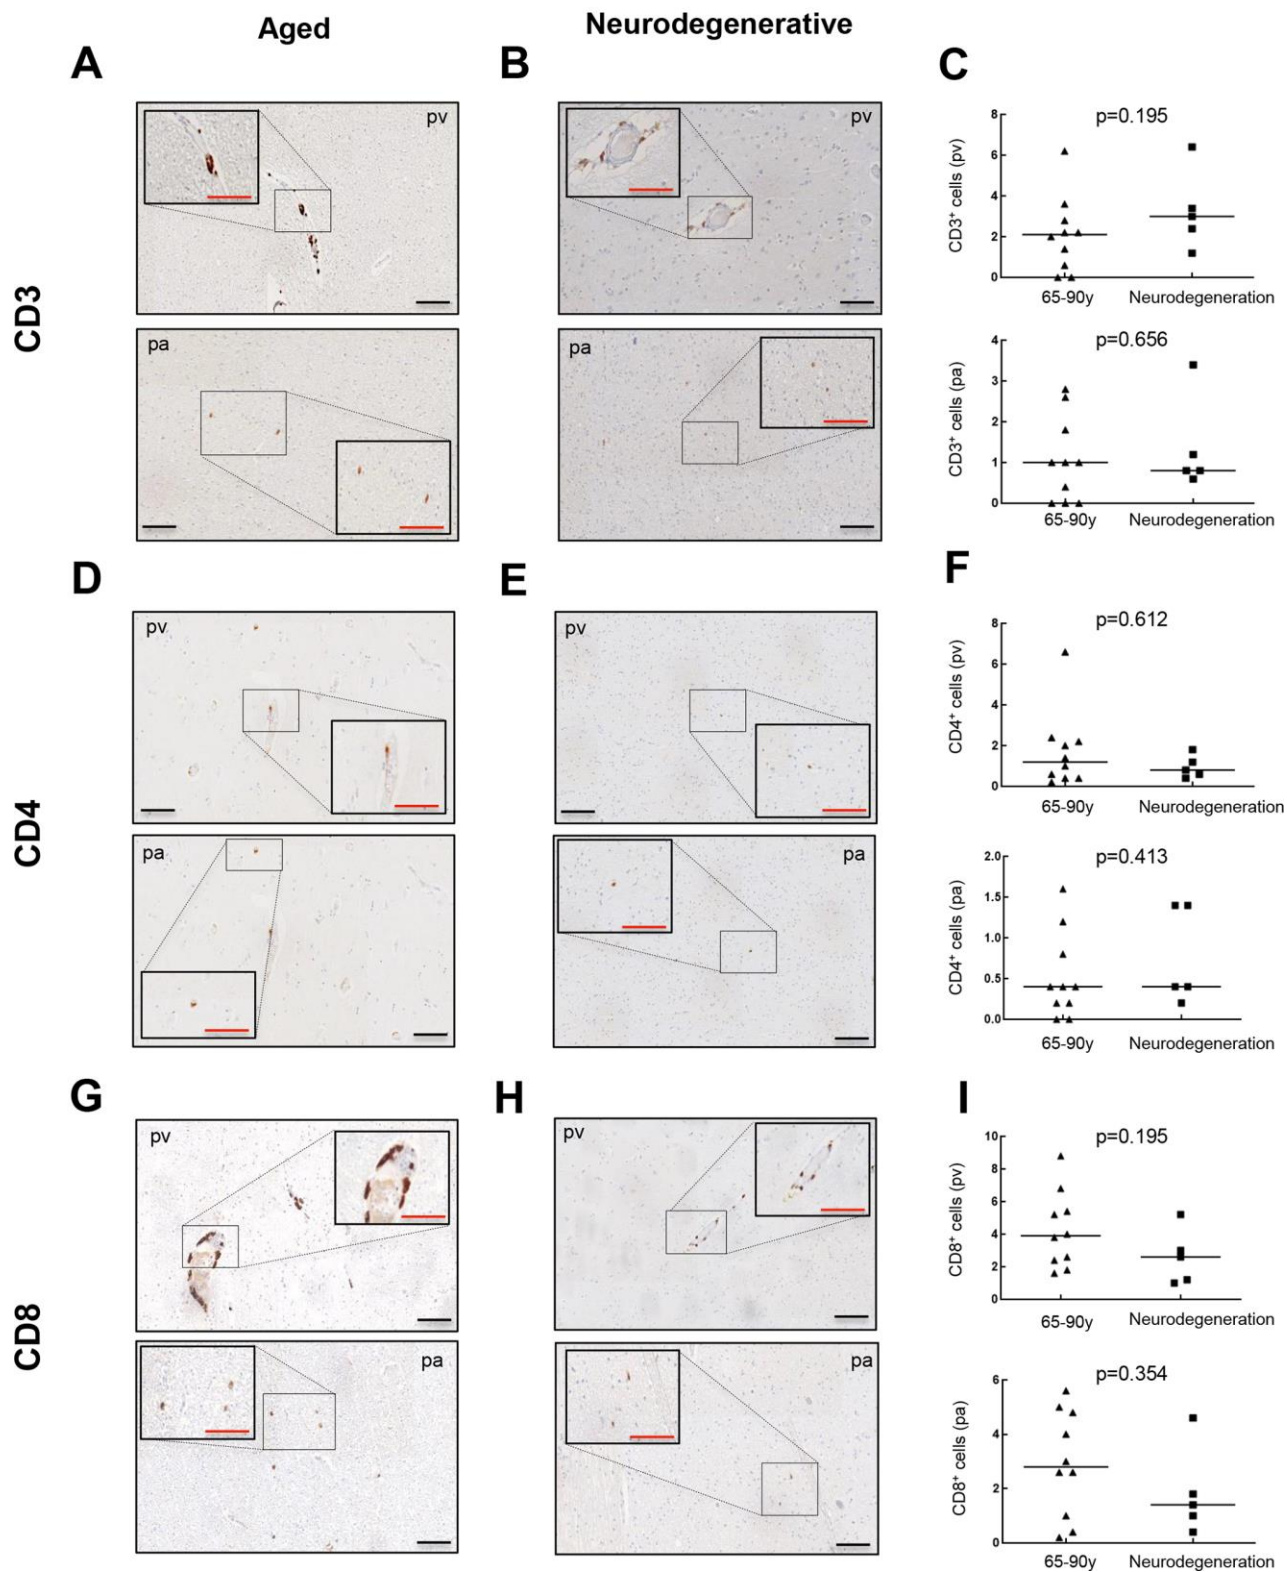 Aged
Neurodegenerative
A
B
C
CD3
pv
pv
p=0.195
CD3⁺ cells (pv)
8
6
4
2
0
65-90y
Neurodegeneration
pa
pa
p=0.656
CD3⁺ cells (pa)
4
3
2
1
0
65-90y
Neurodegeneration
D
E
F
CD4
pv
pv
p=0.612
CD4⁺ cells (pv)
8
6
4
2
0
65-90y
Neurodegeneration
pa
pa
p=0.413
CD4⁺ cells (pa)
2.0
1.5
1.0
0.5
0.0
65-90y
Neurodegeneration
G
H
I
CD8
pv
pv
p=0.195
CD8⁺ cells (pv)
10
8
6
4
2
0
65-90y
Neurodegeneration
pa
pa
p=0.354
CD8⁺ cells (pa)
6
4
2
0
65-90y
Neurodegeneration